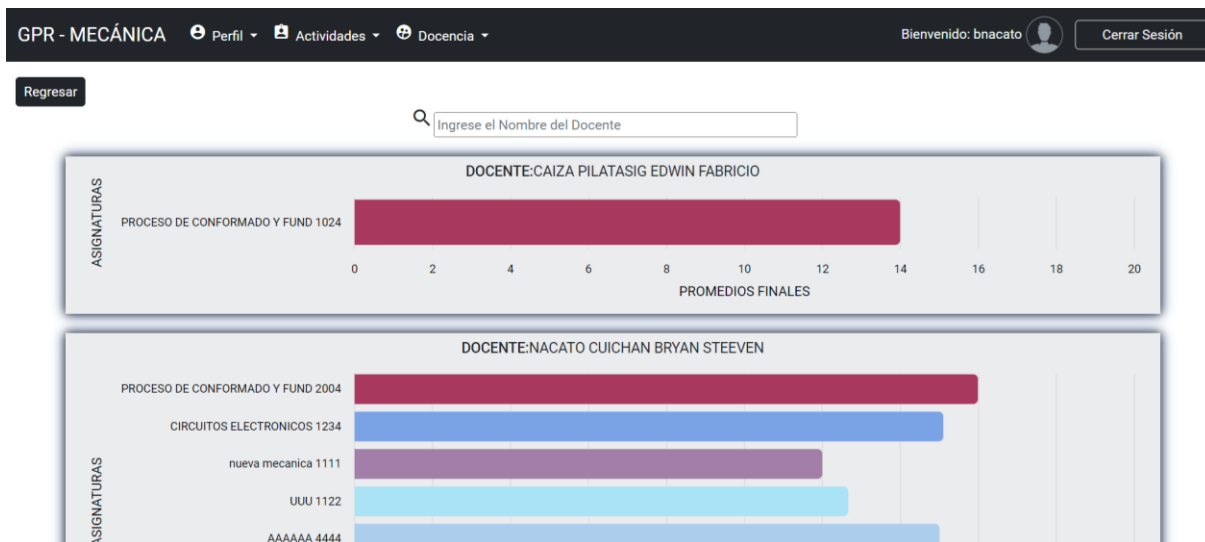 GPR - MECÁNICA Perfil Actividades Docencia Bienvenido: bnacato Cerrar Sesión
Regresar
Ingrese el Nombre del Docente
DOCENTE:CAIZA PILATASIG EDWIN FABRICIO
ASIGNATURAS
PROCESO DE CONFORMADO Y FUND 1024
0 2 4 6 8 10 12 14 16 18 20
PROMEDIOS FINALES
DOCENTE:NACATO CUICHAN BRYAN STEEVEN
ASIGNATURAS
PROCESO DE CONFORMADO Y FUND 2004
CIRCUITOS ELECTRONICOS 1234
nueva mecanica 1111
UUU 1122
AAAAAA 4444